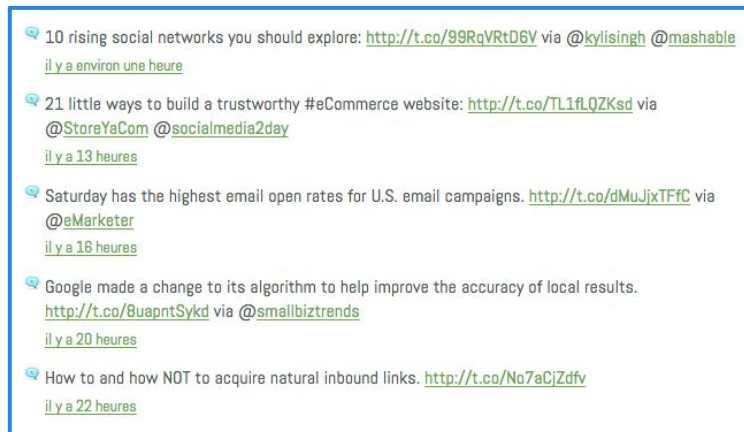 10 rising social networks you should explore: http://t.co/99RqVRtD6V via @kylisingh @mashable
il y a environ une heure
21 little ways to build a trustworthy #eCommerce website: http://t.co/TL1fLQZKsd via
@StoreYaCom @socialmedia2day
il y a 13 heures
Saturday has the highest email open rates for U.S. email campaigns. http://t.co/dMuJjxTFfC via
@eMarketer
il y a 16 heures
Google made a change to its algorithm to help improve the accuracy of local results.
http://t.co/8uapntSykd via @smallbiztrends
il y a 20 heures
How to and how NOT to acquire natural inbound links. http://t.co/No7aCjZdfv
il y a 22 heures